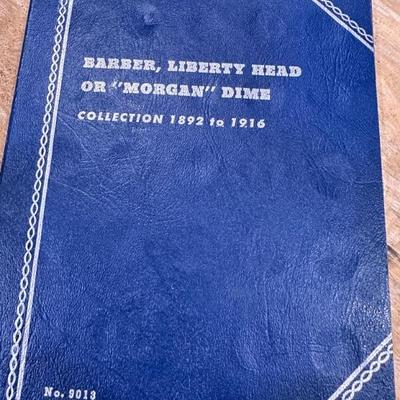 BARBER, LIBERTY HEAD
OR "MORGAN" DIME
COLLECTION 1892 to 1916
No. 9013